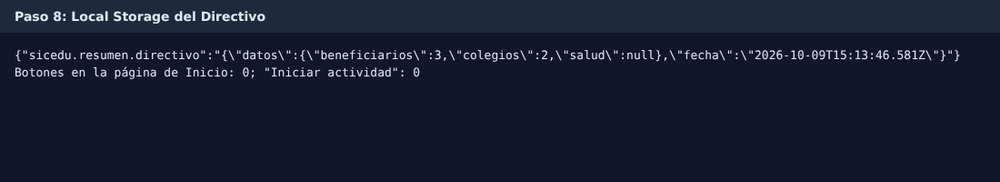 Paso 8: Local Storage del Directivo
{"sicedu.resumen.directivo":"{\"datos\":{\"beneficiarios\":3,\"colegios\":2,\"salud\":null},\"fecha\":\"2026-10-09T15:13:46.581Z\"}"}
Botones en la página de Inicio: 0; "Iniciar actividad": 0